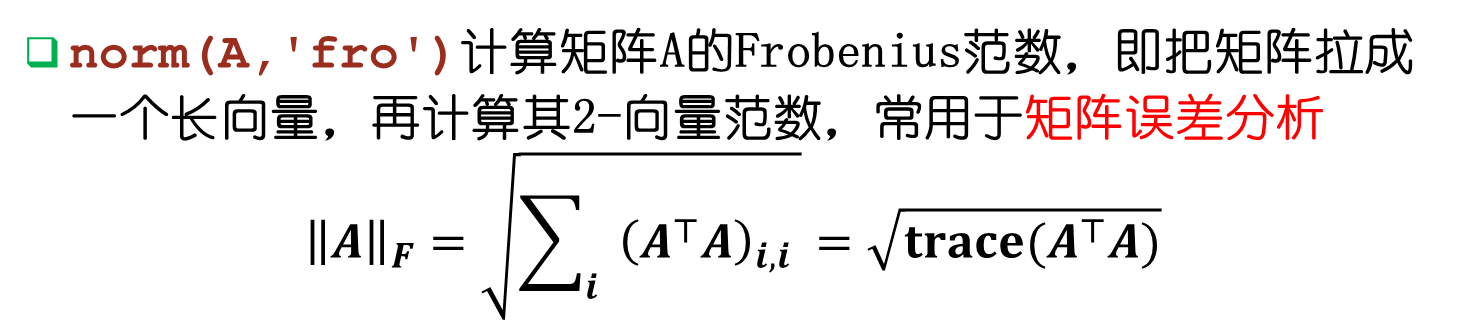 ❑norm(A,'fro')计算矩阵A的Frobenius范数，即把矩阵拉成
一个长向量，再计算其2-向量范数，常用于矩阵误差分析
‖A‖_F = √(∑_i (A^⊤A)_{i,i}) = √(trace(A^⊤A))